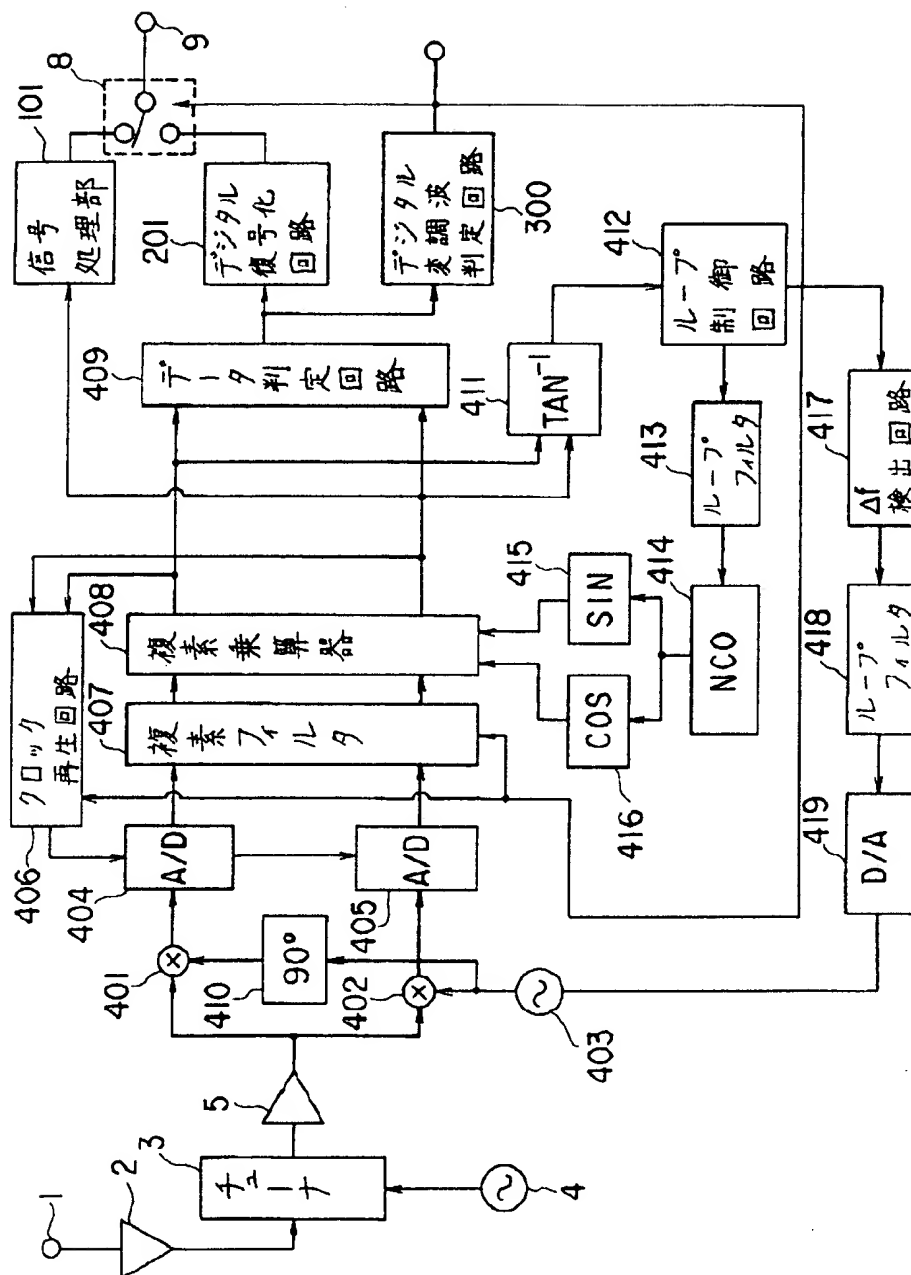 1
2
3
チューナ
4
5
401
402
403
410
90°
404
A/D
405
A/D
406
クロック
再生回路
407
複素フィルタ
408
複素乗算器
409
データ判定回路
101
信号
処理部
201
デジタル
復号化
回路
8
9
デジタル
変調波
判定回路
300
411
TAN⁻¹
412
ループ
制御
回路
413
ループ
フィルタ
414
NCO
415
SIN
COS
416
417
Δf
検出回路
418
ループ
フィルタ
419
D/A